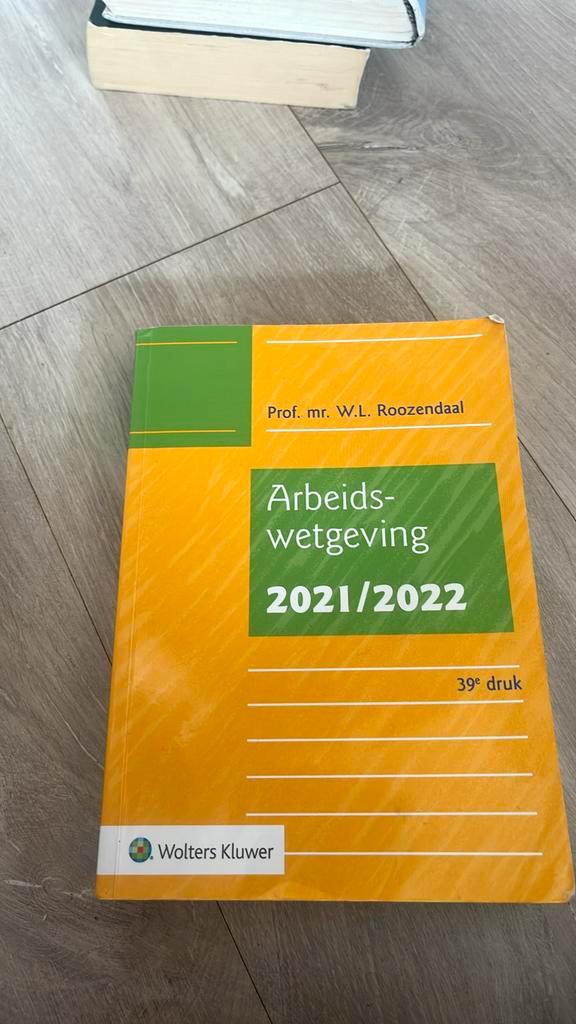 Prof. mr. W.L. Roozendaal
Arbeids-
wetgeving
2021/2022
39e druk
Wolters Kluwer